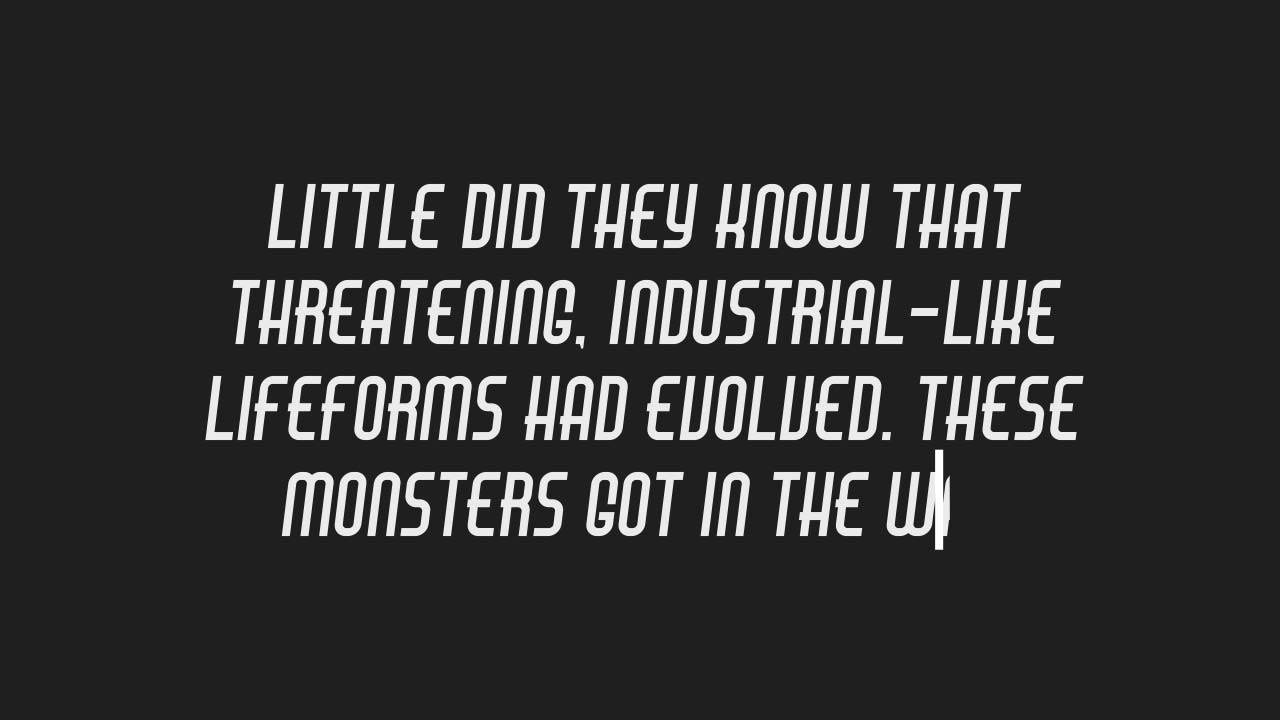 LITTLE DID THEY KNOW THAT
THREATENING, INDUSTRIAL-LIKE
LIFEFORMS HAD EVOLVED. THESE
MONSTERS GOT IN THE W